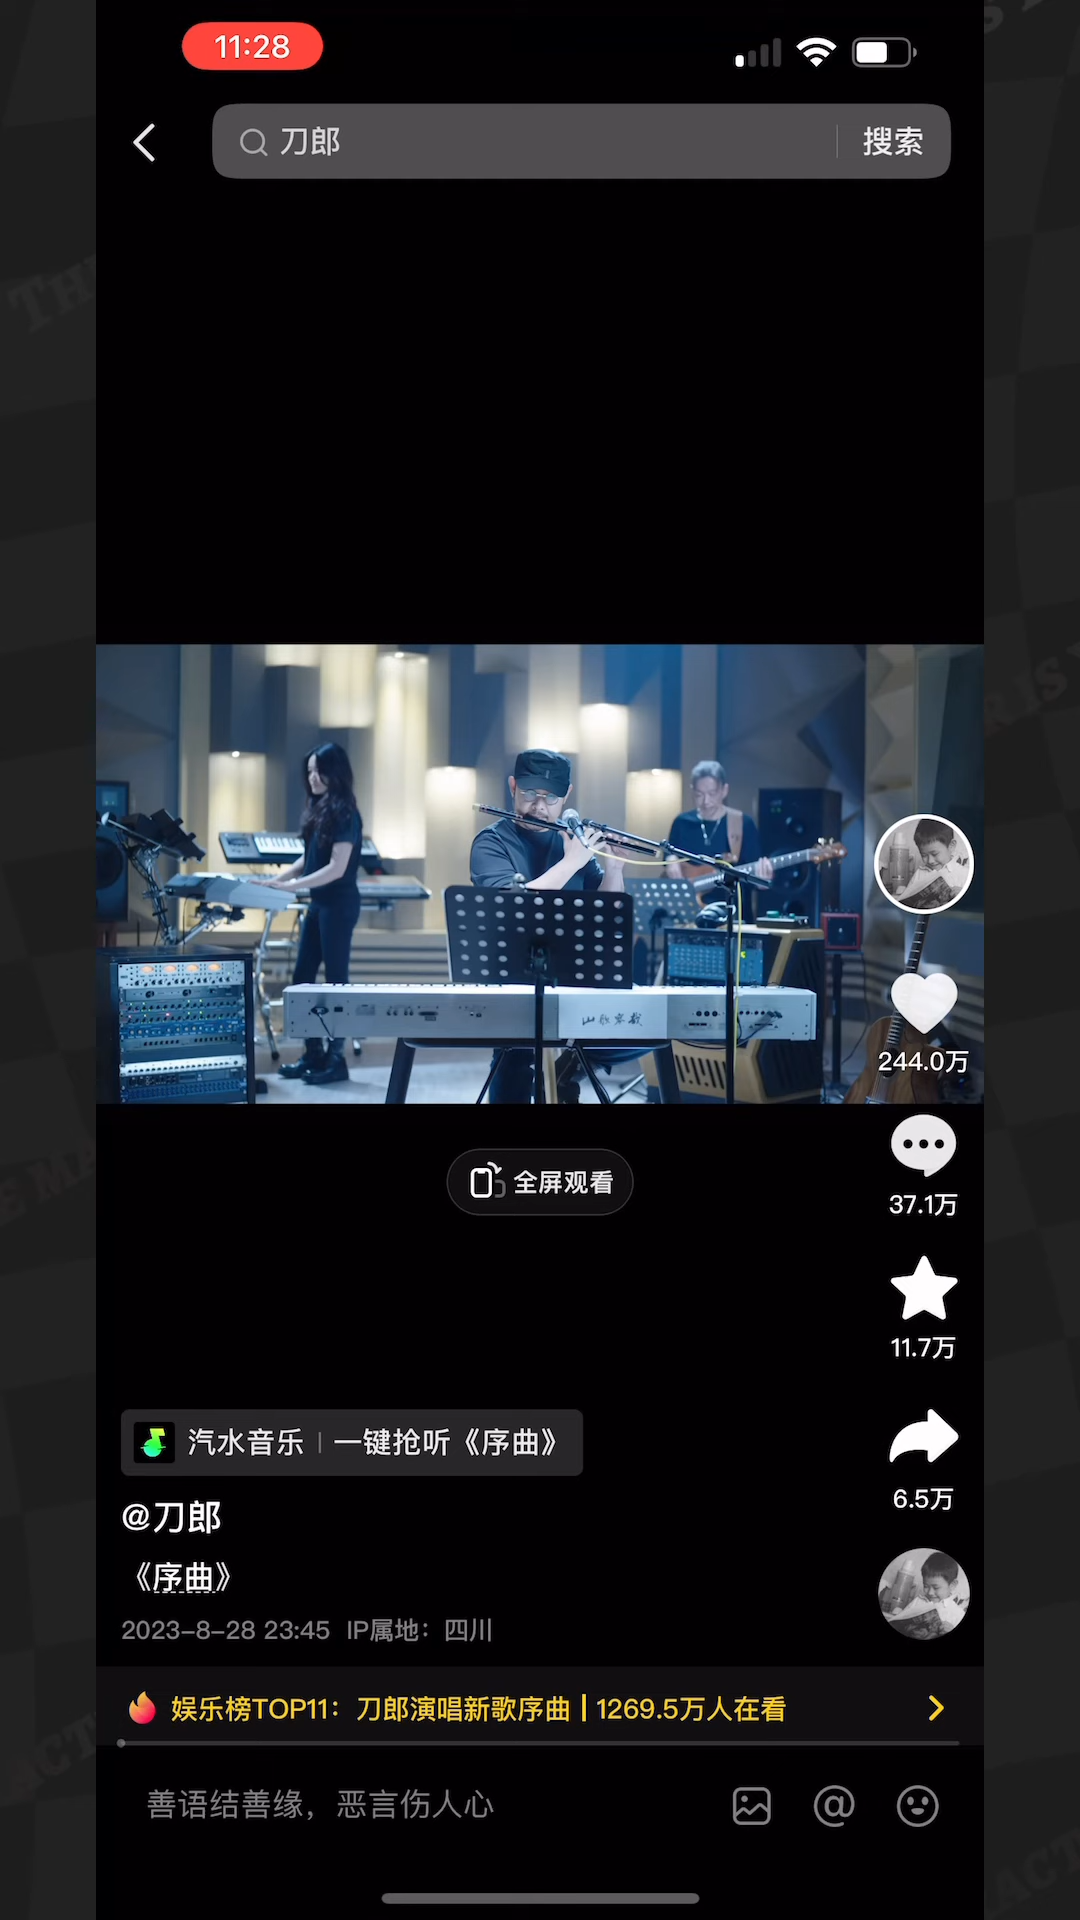 11:28
刀郎
搜索
山歌寥哉
244.0万
37.1万
全屏观看
11.7万
汽水音乐 | 一键抢听《序曲》
6.5万
@刀郎
《序曲》
2023-8-28 23:45 IP属地：四川
娱乐榜TOP11：刀郎演唱新歌序曲 | 1269.5万人在看
善语结善缘，恶言伤人心